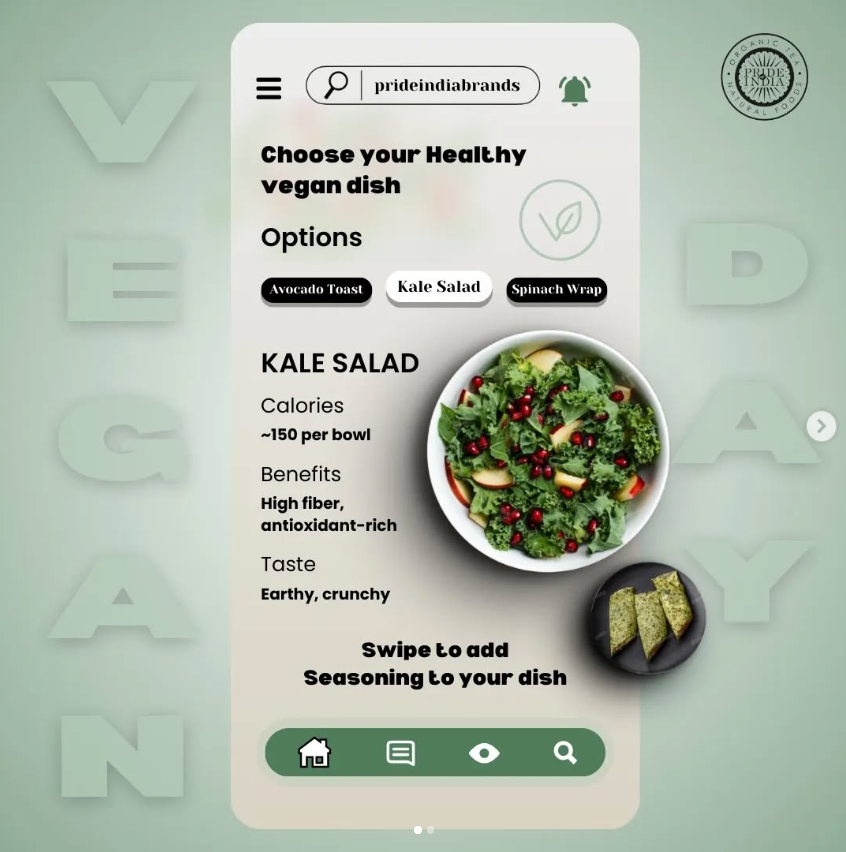 VEGAN
DAY
ORGANIC TEA
PRIDE
INDIA
NATURAL FOODS
prideindiabrands
Choose your Healthy
vegan dish
Options
Avocado Toast
Kale Salad
Spinach Wrap
KALE SALAD
Calories
~150 per bowl
Benefits
High fiber,
antioxidant-rich
Taste
Earthy, crunchy
Swipe to add
Seasoning to your dish